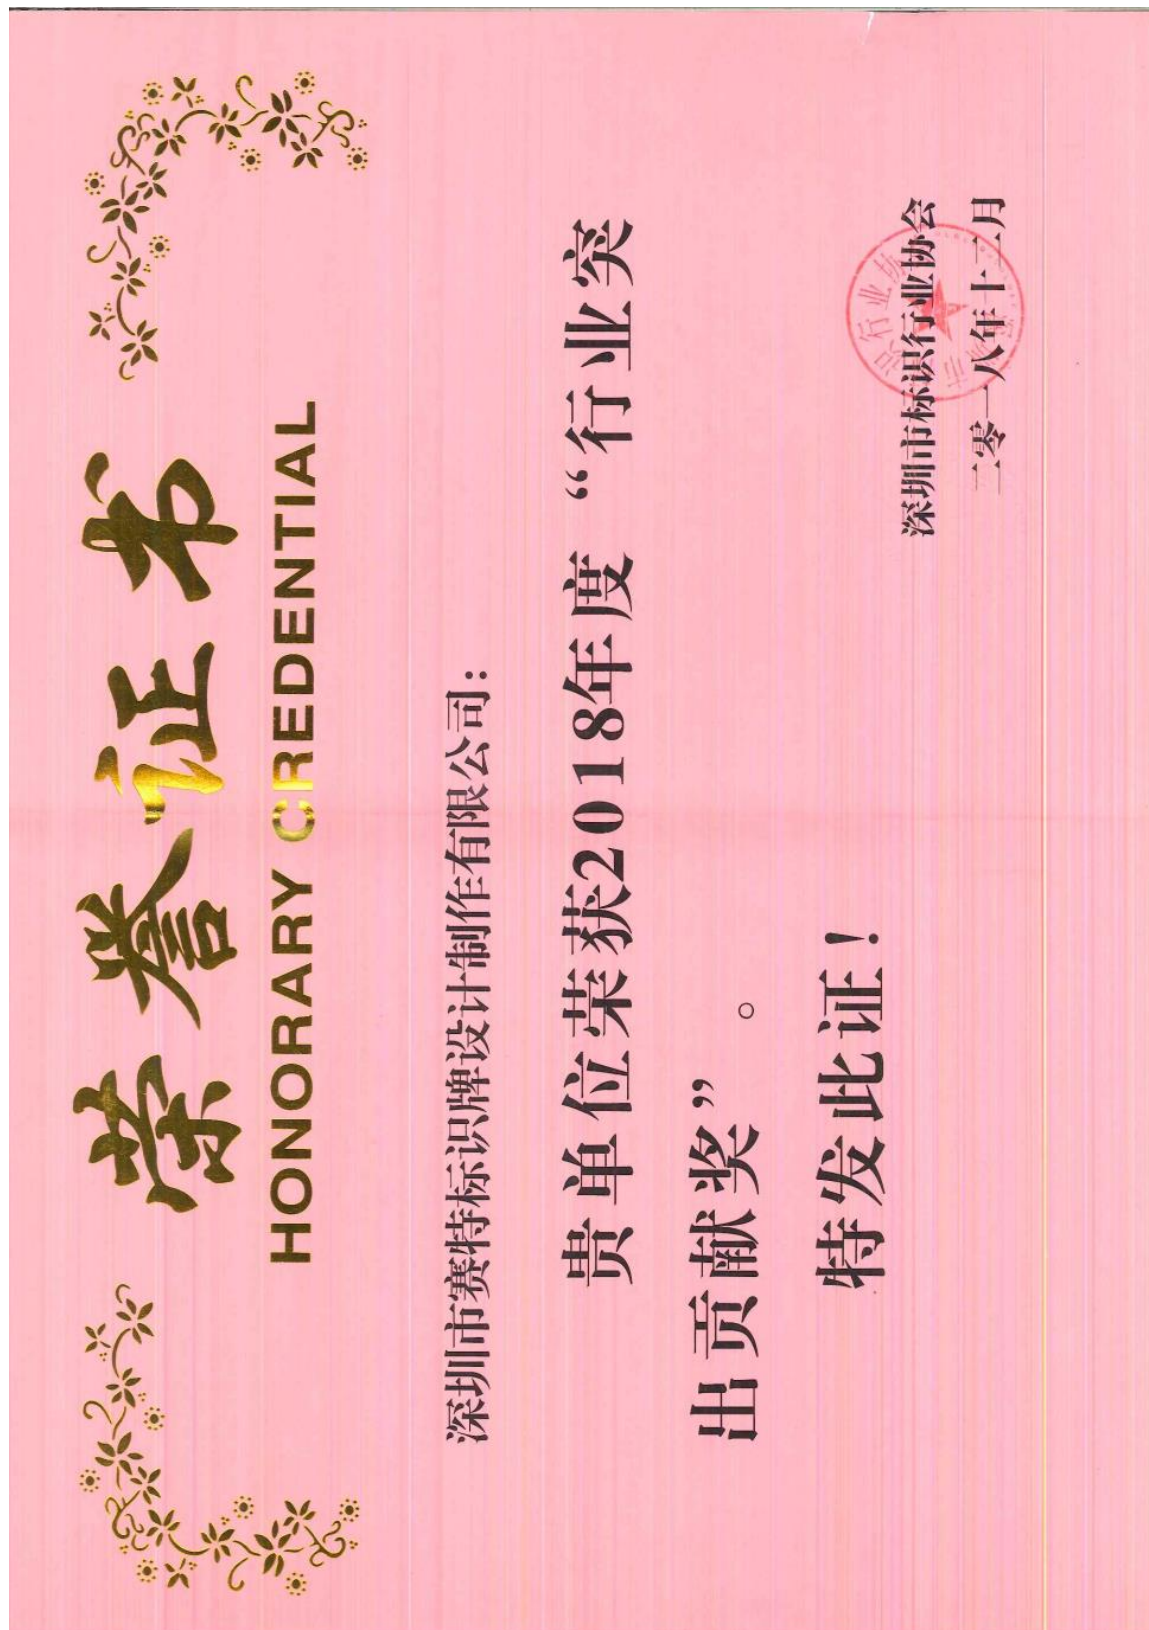 荣誉证书
HONORARY CREDENTIAL
深圳市赛特标识牌设计制作有限公司：
贵单位荣获2018年度“行业突
出贡献奖”。
特发此证！
深圳市标识行业协会
二零一八年十二月